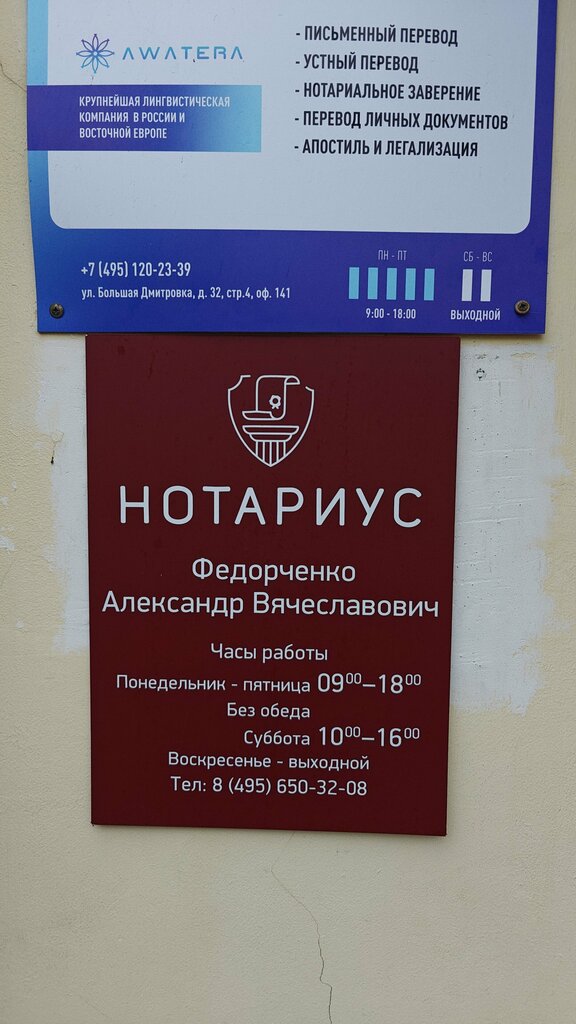 AWATERA
КРУПНЕЙШАЯ ЛИНГВИСТИЧЕСКАЯ
КОМПАНИЯ В РОССИИ И
ВОСТОЧНОЙ ЕВРОПЕ
- ПИСЬМЕННЫЙ ПЕРЕВОД
- УСТНЫЙ ПЕРЕВОД
- НОТАРИАЛЬНОЕ ЗАВЕРЕНИЕ
- ПЕРЕВОД ЛИЧНЫХ ДОКУМЕНТОВ
- АПОСТИЛЬ И ЛЕГАЛИЗАЦИЯ
+7 (495) 120-23-39
ул. Большая Дмитровка, д. 32, стр.4, оф. 141
ПН - ПТ
9:00 - 18:00
СБ - ВС
ВЫХОДНОЙ
НОТАРИУС
Федорченко
Александр Вячеславович
Часы работы
Понедельник - пятница 09⁰⁰–18⁰⁰
Без обеда
Суббота 10⁰⁰–16⁰⁰
Воскресенье - выходной
Тел: 8 (495) 650-32-08